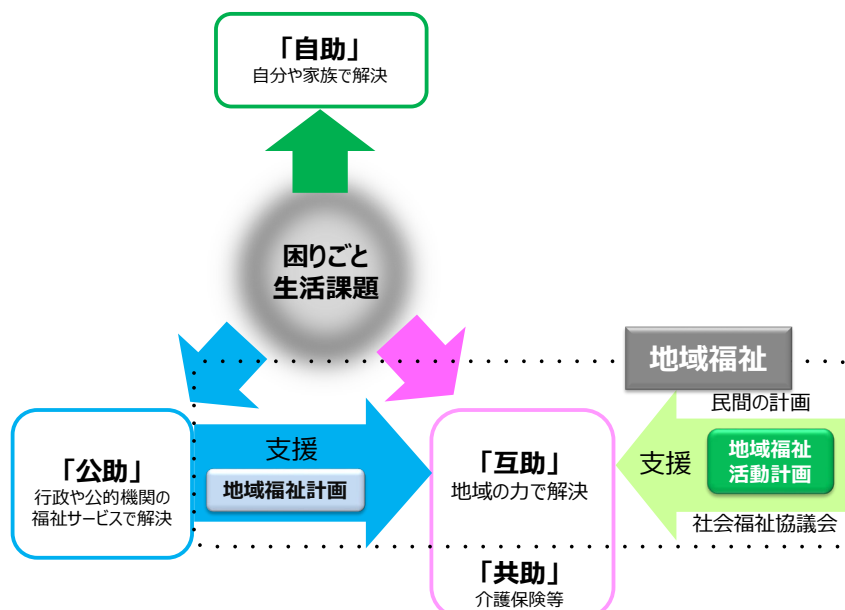 「自助」
自分や家族で解決
困りごと
生活課題
地域福祉
民間の計画
「公助」
行政や公的機関の
福祉サービスで解決
支援
地域福祉計画
「互助」
地域の力で解決
支援
地域福祉
活動計画
社会福祉協議会
「共助」
介護保険等